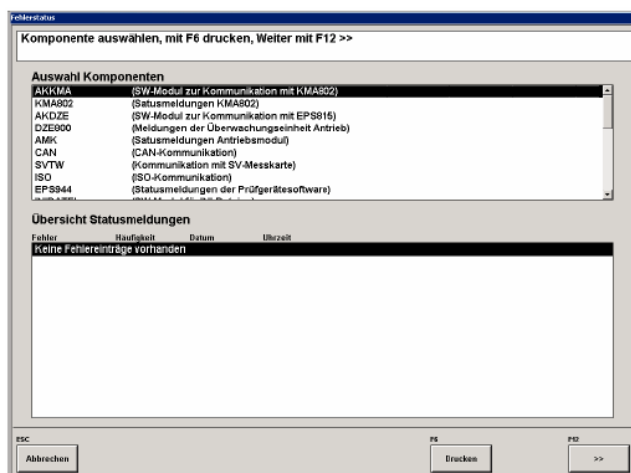 Fehlerstatus
Komponente auswählen, mit F6 drucken, Weiter mit F12 >>
Auswahl Komponenten
AKKMA (SW-Modul zur Kommunikation mit KMA802)
KMA802 (Satusmeldungen KMA802)
AKDZE (SW-Modul zur Kommunikation mit EPS815)
DZE800 (Meldungen der Überwachungseinheit Antrieb)
AMK (Satusmeldungen Antriebsmodul)
CAN (CAN-Kommunikation)
SVTW (Kommunikation mit SV-Messkarte)
ISO (ISO-Kommunikation)
EPS944 (Statusmeldungen der Prüfgerätesoftware)
Übersicht Statusmeldungen
Fehler Häufigkeit Datum Uhrzeit
Keine Fehlereinträge vorhanden
ESC F6 F12
Abbrechen Drucken >>